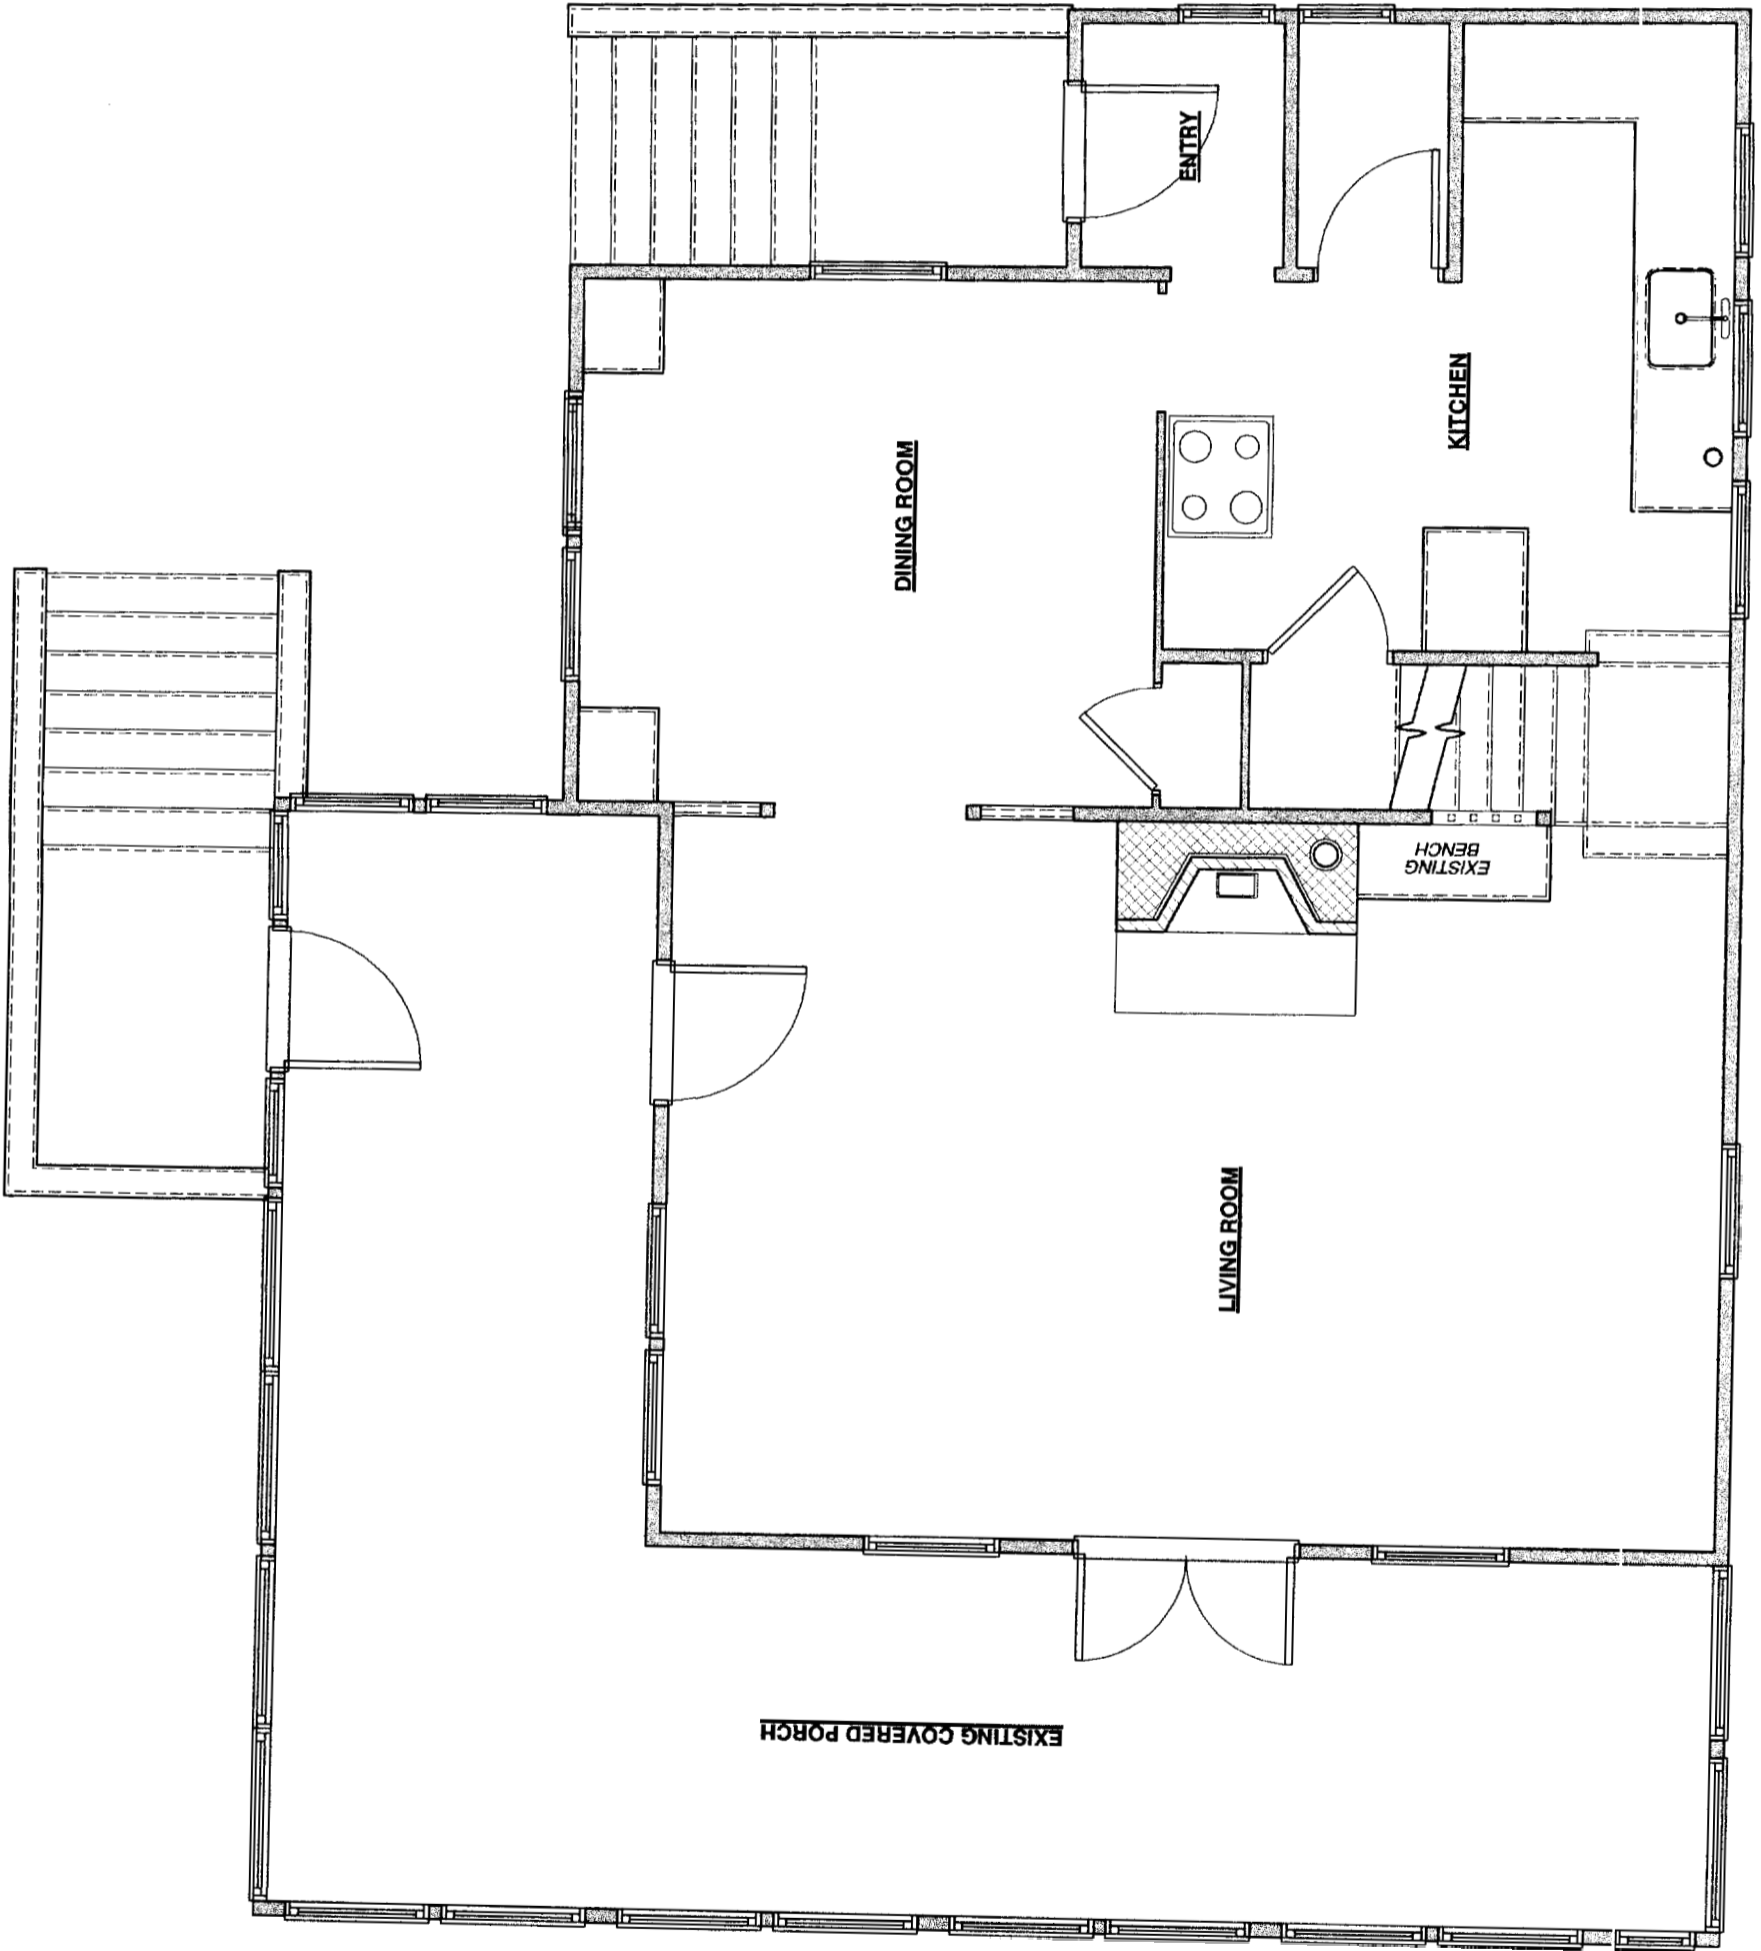 ENTRY
KITCHEN
DINING ROOM
EXISTING
BENCH
LIVING ROOM
EXISTING COVERED PORCH